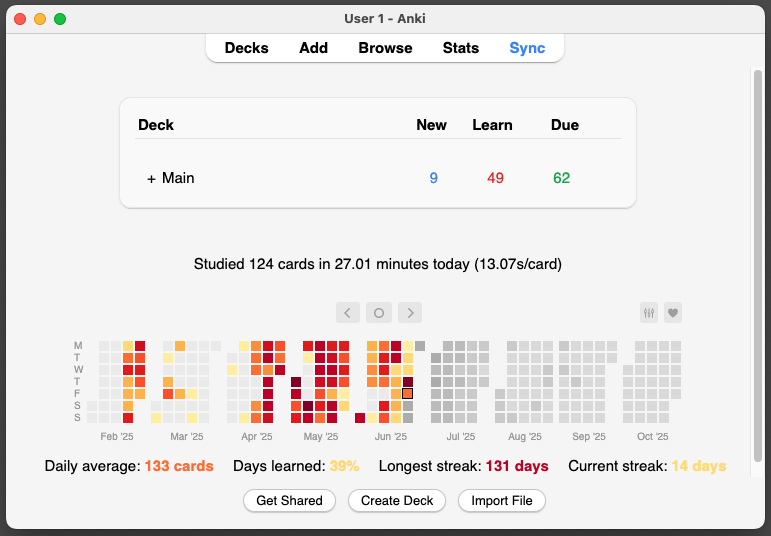 User 1 - Anki
Decks Add Browse Stats Sync
Deck New Learn Due
+ Main 9 49 62
Studied 124 cards in 27.01 minutes today (13.07s/card)
M
T
W
T
F
S
S
Feb '25 Mar '25 Apr '25 May '25 Jun '25 Jul '25 Aug '25 Sep '25 Oct '25
Daily average: 133 cards Days learned: 39% Longest streak: 131 days Current streak: 14 days
Get Shared Create Deck Import File